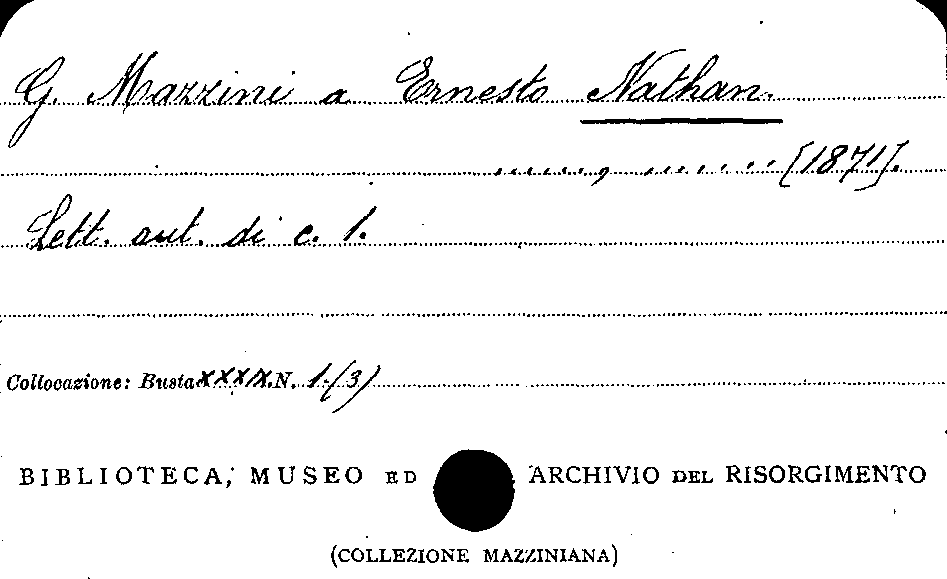 G. Mazzini a Ernesto Nathan.
......, ....... [1871].
Lett. aut. di c. 1.
Collocazione: Busta XXXIX. N. 1.(3)
BIBLIOTECA, MUSEO ED ARCHIVIO DEL RISORGIMENTO
(COLLEZIONE MAZZINIANA)